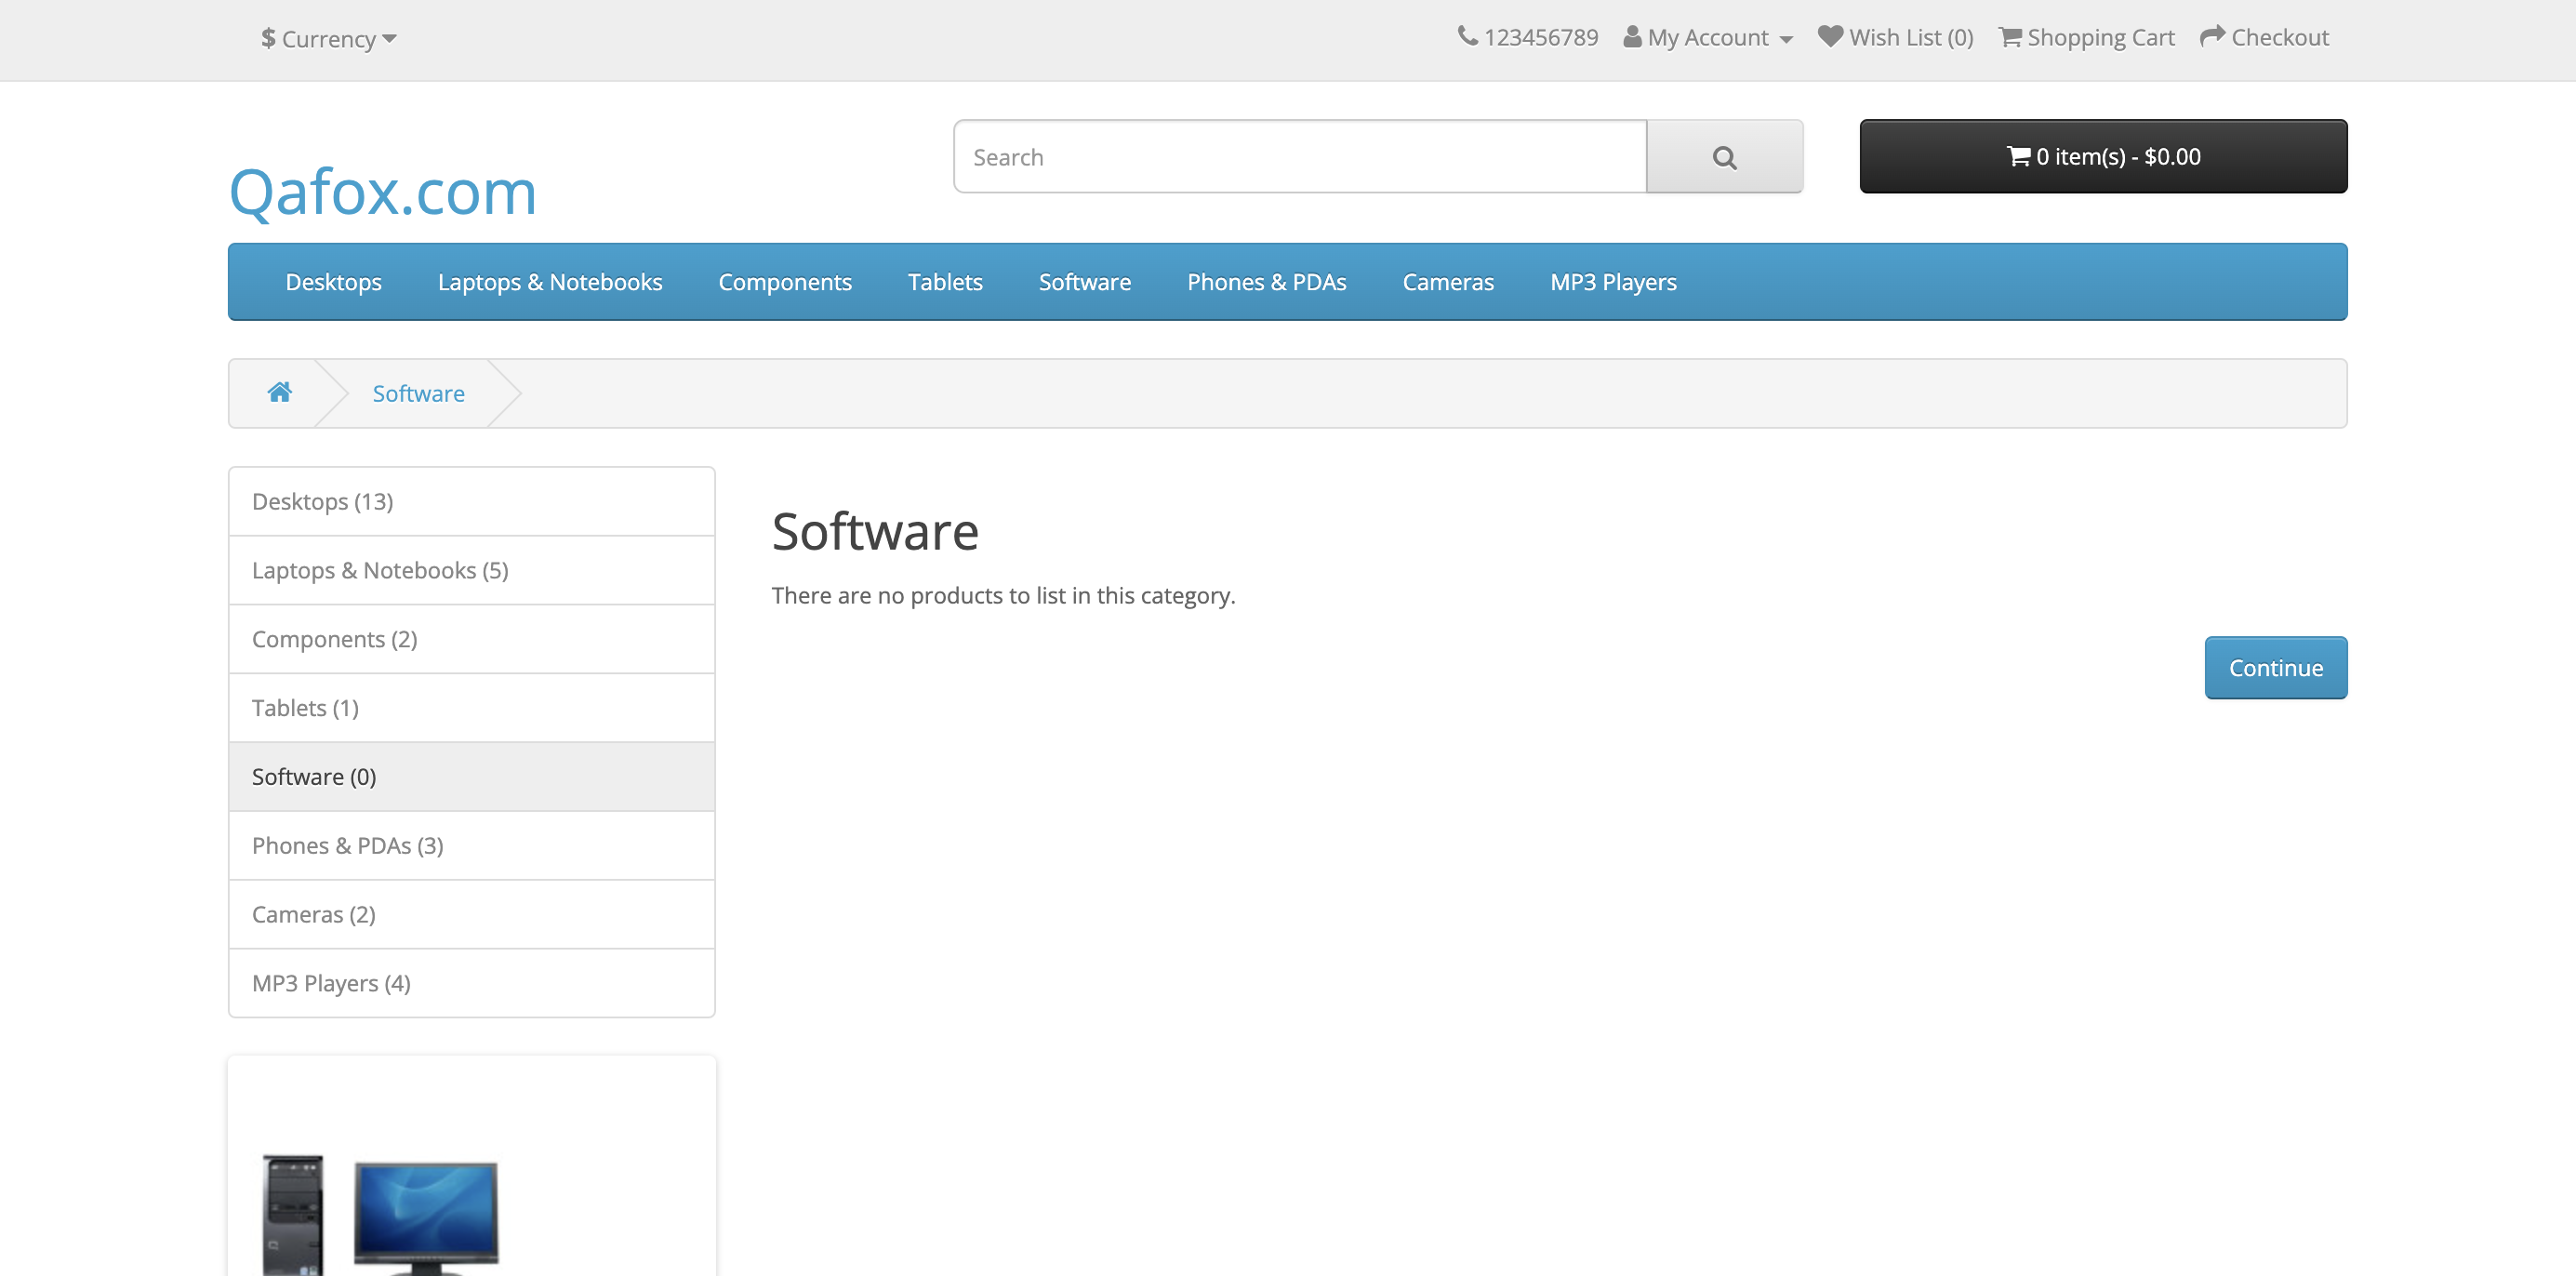 $ Currency
123456789 My Account Wish List (0) Shopping Cart Checkout
Qafox.com
Search
0 item(s) - $0.00
Desktops Laptops & Notebooks Components Tablets Software Phones & PDAs Cameras MP3 Players
Software
Desktops (13)
Laptops & Notebooks (5)
Components (2)
Tablets (1)
Software (0)
Phones & PDAs (3)
Cameras (2)
MP3 Players (4)
Software
There are no products to list in this category.
Continue